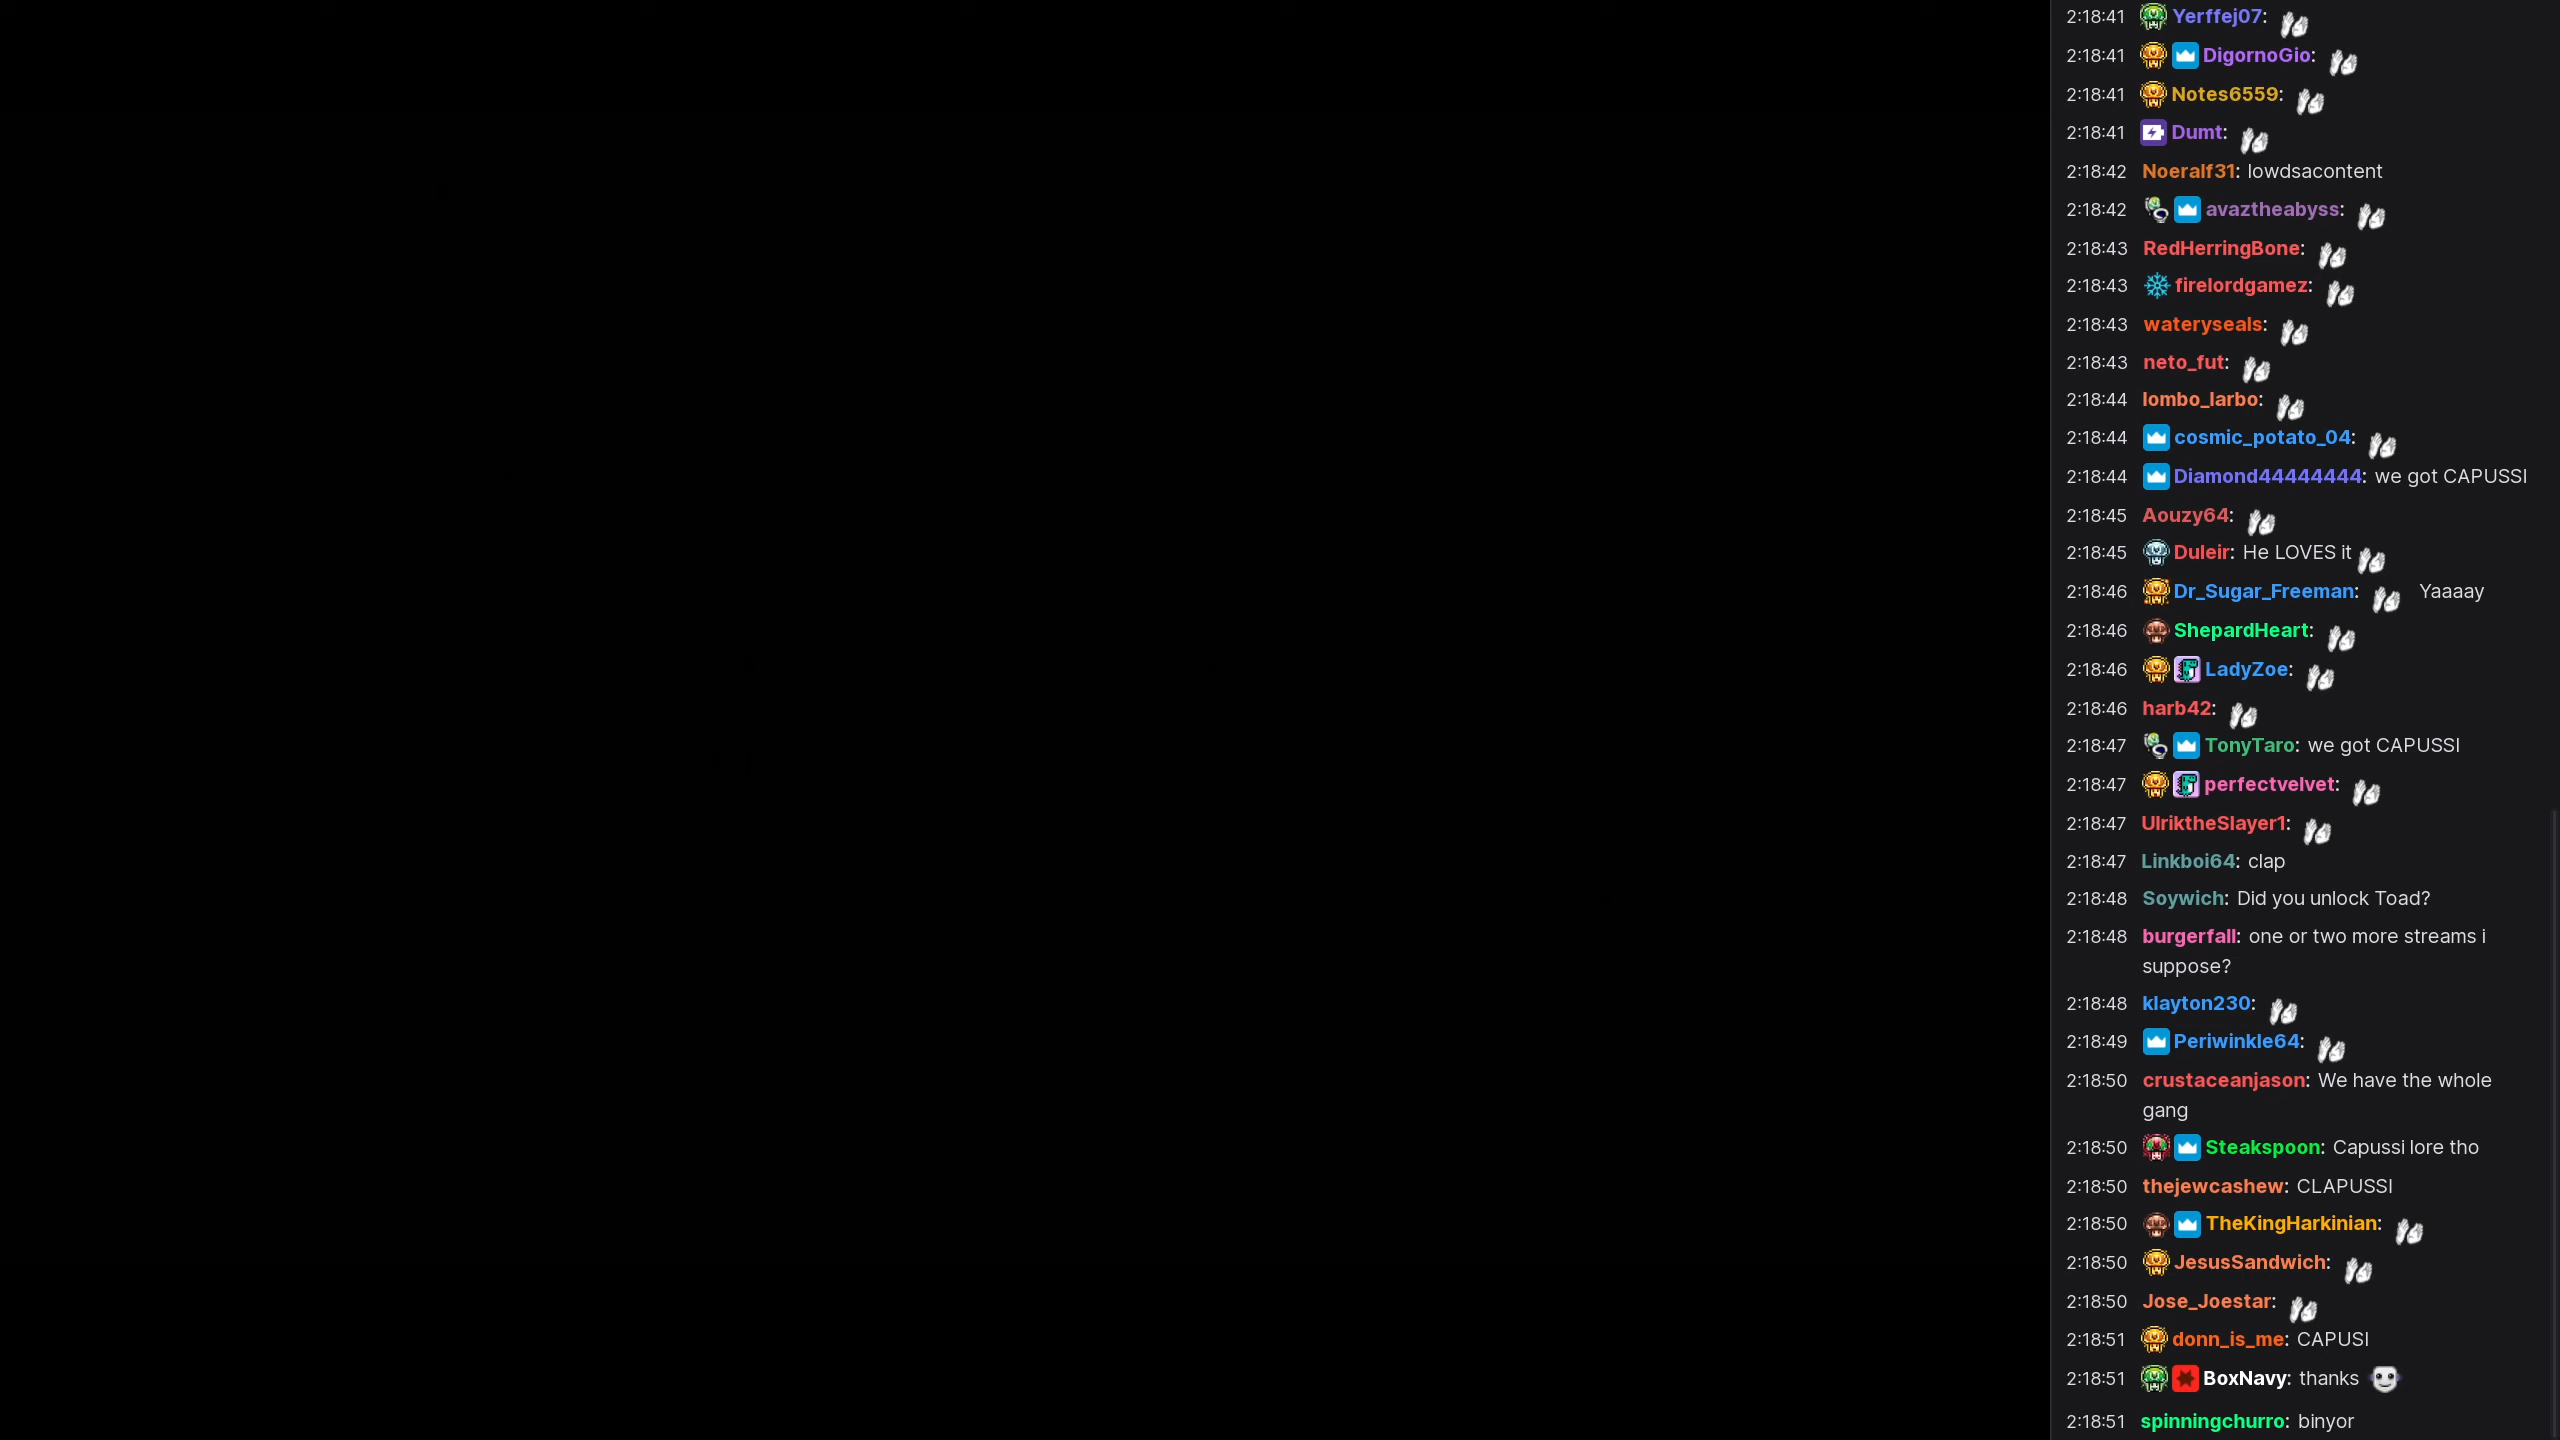 2:18:41 Yerffej07:
2:18:41 DigornoGio:
2:18:41 Notes6559:
2:18:41 Dumt:
2:18:42 Noeralf31: lowdsacontent
2:18:42 avaztheabyss:
2:18:43 RedHerringBone:
2:18:43 firelordgamez:
2:18:43 wateryseals:
2:18:43 neto_fut:
2:18:44 lombo_larbo:
2:18:44 cosmic_potato_04:
2:18:44 Diamond44444444: we got CAPUSSI
2:18:45 Aouzy64:
2:18:45 Duleir: He LOVES it
2:18:46 Dr_Sugar_Freeman: Yaaaay
2:18:46 ShepardHeart:
2:18:46 LadyZoe:
2:18:46 harb42:
2:18:47 TonyTaro: we got CAPUSSI
2:18:47 perfectvelvet:
2:18:47 UlriktheSlayer1:
2:18:47 Linkboi64: clap
2:18:48 Soywich: Did you unlock Toad?
2:18:48 burgerfall: one or two more streams i
suppose?
2:18:48 klayton230:
2:18:49 Periwinkle64:
2:18:50 crustaceanjason: We have the whole
gang
2:18:50 Steakspoon: Capussi lore tho
2:18:50 thejewcashew: CLAPUSSI
2:18:50 TheKingHarkinian:
2:18:50 JesusSandwich:
2:18:50 Jose_Joestar:
2:18:51 donn_is_me: CAPUSI
2:18:51 BoxNavy: thanks
2:18:51 spinningchurro: binyor